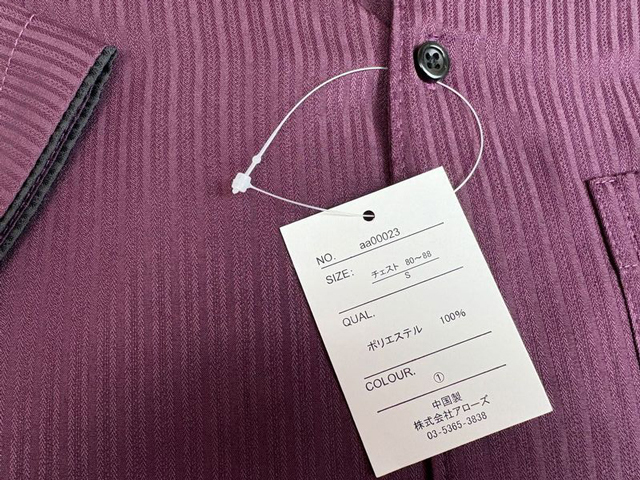 NO. aa00023
SIZE: チェスト 80～88
S
QUAL.
ポリエステル 100%
COLOUR. ①
中国製
株式会社アローズ
03-5365-3838